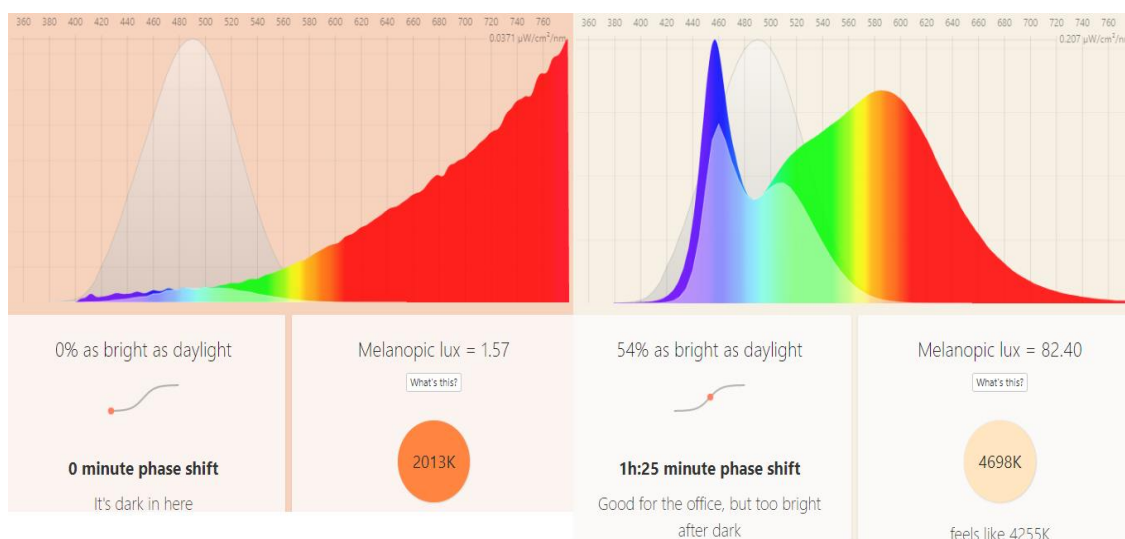 360 380 400 420 440 460 480 500 520 540 560 580 600 620 640 660 680 700 720 740 760
0.0371 µW/cm²/nm
0% as bright as daylight
0 minute phase shift
It's dark in here
Melanopic lux = 1.57
What's this?
2013K
360 380 400 420 440 460 480 500 520 540 560 580 600 620 640 660 680 700 720 740 760
0.207 µW/cm²/nm
54% as bright as daylight
1h:25 minute phase shift
Good for the office, but too bright
after dark
Melanopic lux = 82.40
What's this?
4698K
feels like 4255K